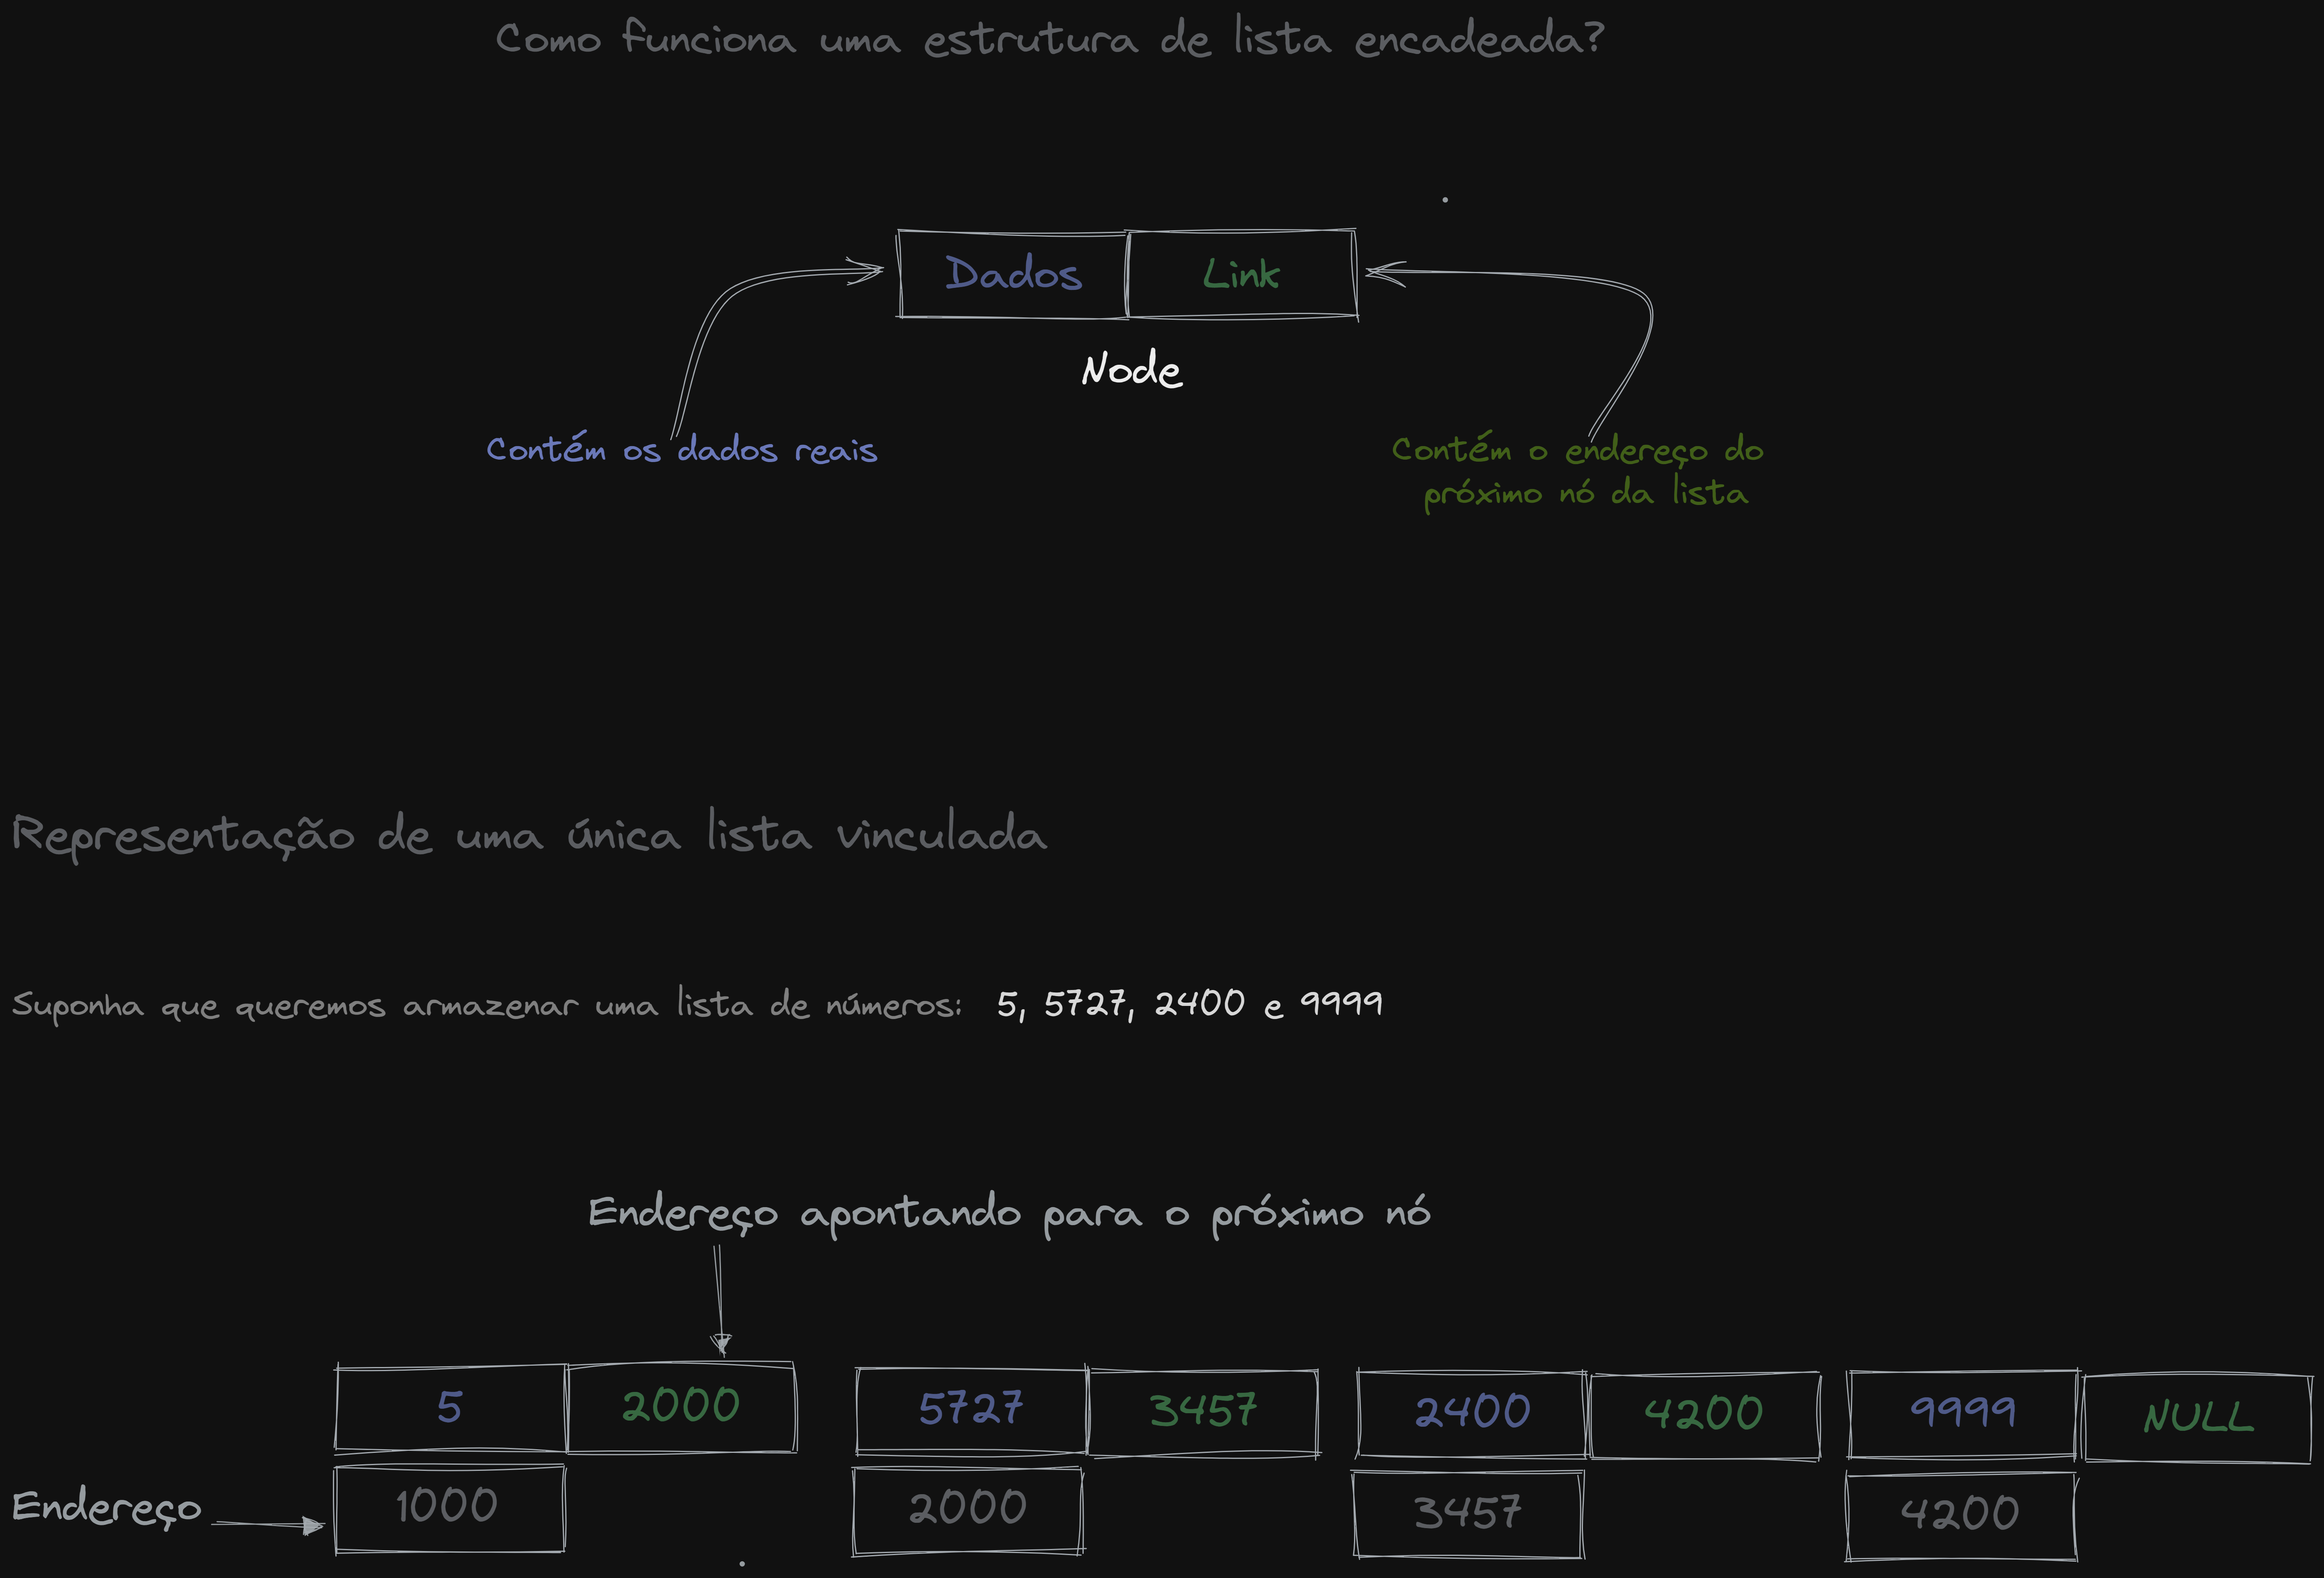 Como funciona uma estrutura de lista encadeada?
Dados
Link
Node
Contém os dados reais
Contém o endereço do
próximo nó da lista
Representação de uma única lista vinculada
Suponha que queremos armazenar uma lista de números: 5, 5727, 2400 e 9999
Endereço apontando para o próximo nó
5
2000
5727
3457
2400
4200
9999
NULL
Endereço
1000
2000
3457
4200